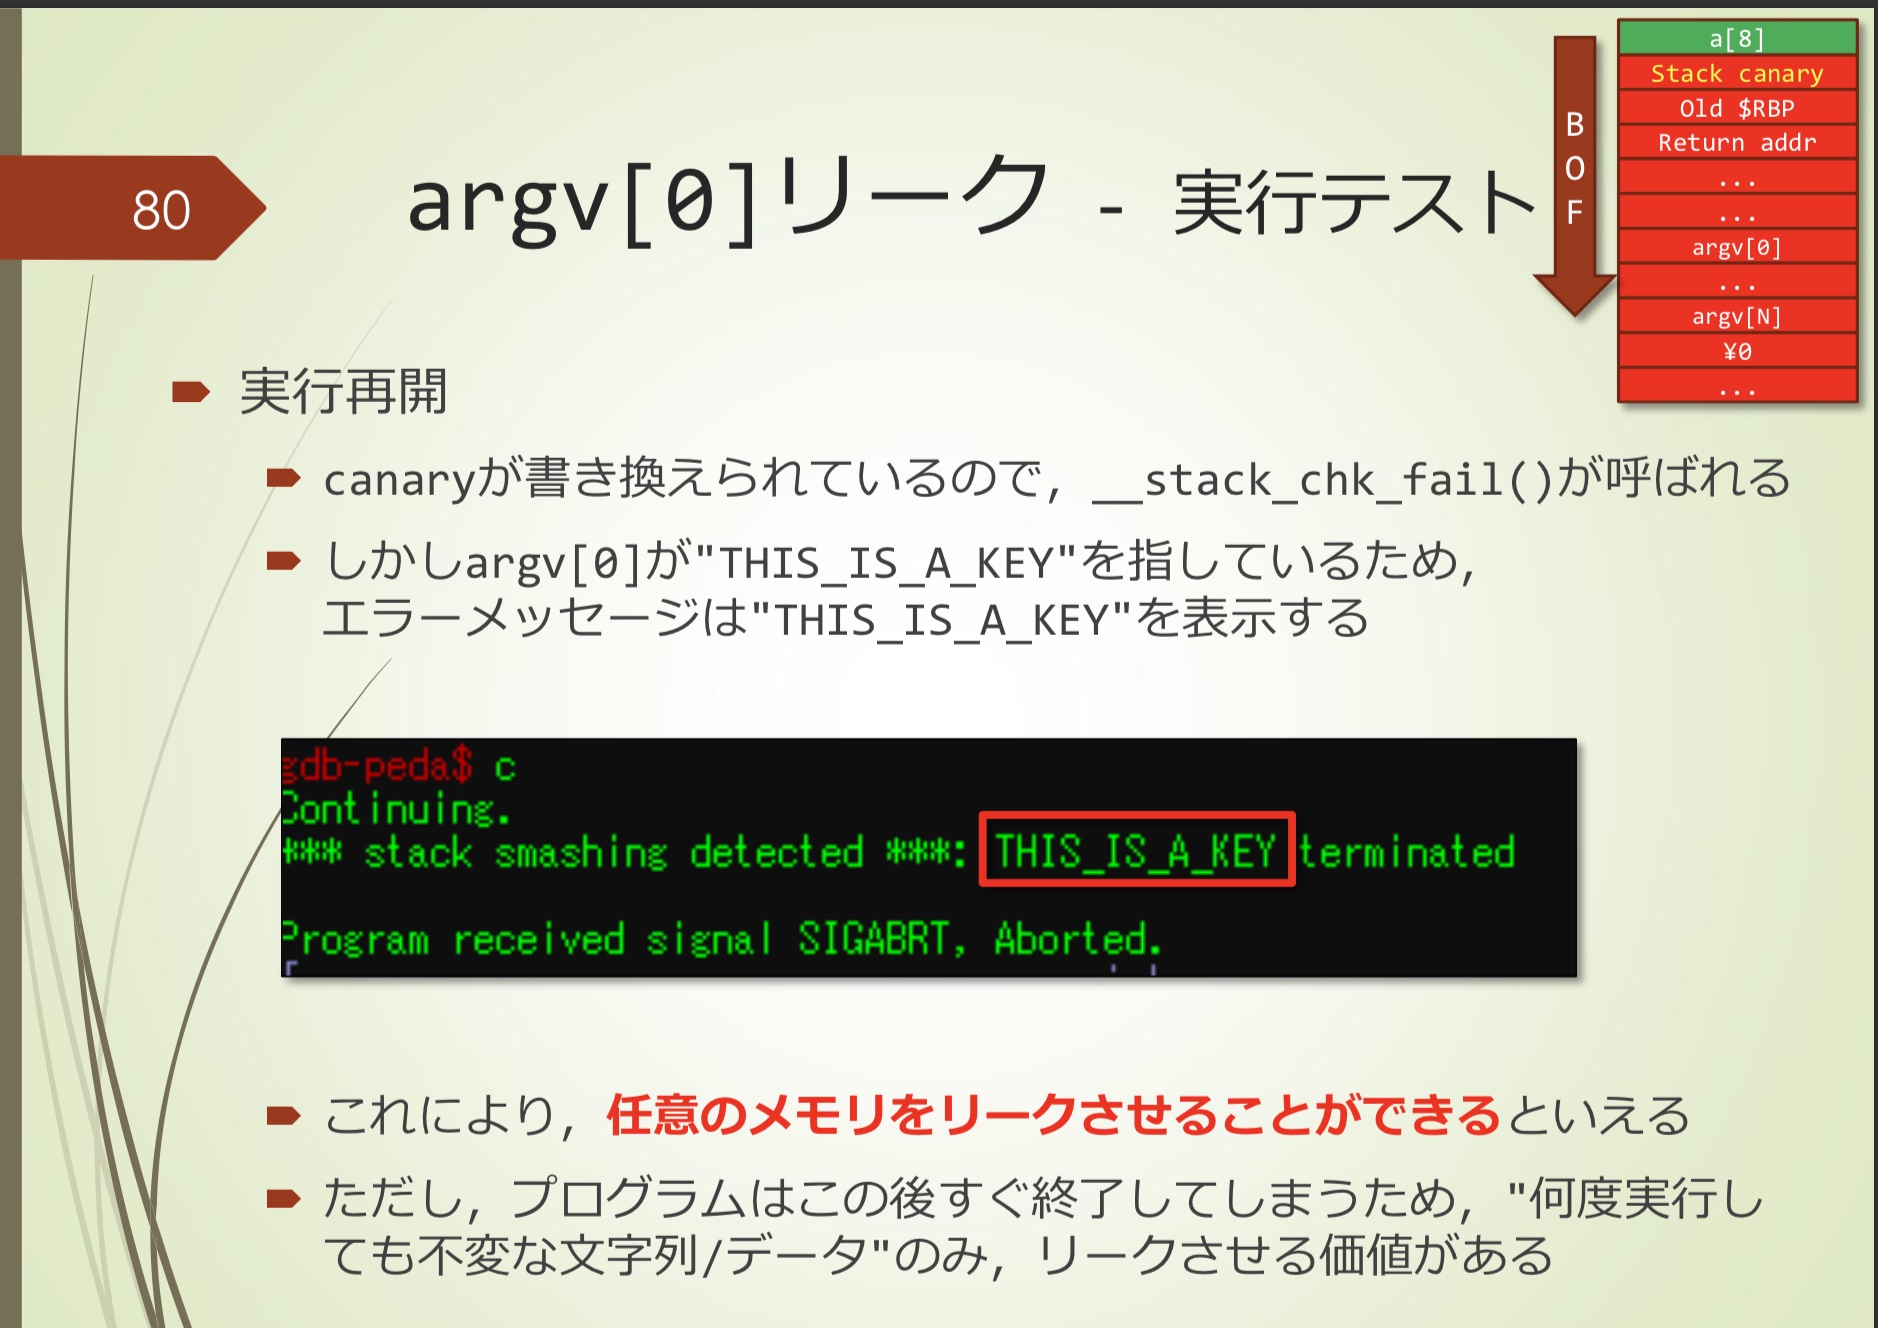 80
argv[0]リーク - 実行テスト
B
O
F
a[8]
Stack canary
Old $RBP
Return addr
...
...
argv[0]
...
argv[N]
¥0
...
実行再開
canaryが書き換えられているので, __stack_chk_fail()が呼ばれる
しかしargv[0]が"THIS_IS_A_KEY"を指しているため,
エラーメッセージは"THIS_IS_A_KEY"を表示する
gdb-peda$ c
Continuing.
*** stack smashing detected ***: THIS_IS_A_KEY terminated
Program received signal SIGABRT, Aborted.
これにより, 任意のメモリをリークさせることができるといえる
ただし, プログラムはこの後すぐ終了してしまうため, "何度実行し
ても不変な文字列/データ"のみ, リークさせる価値がある